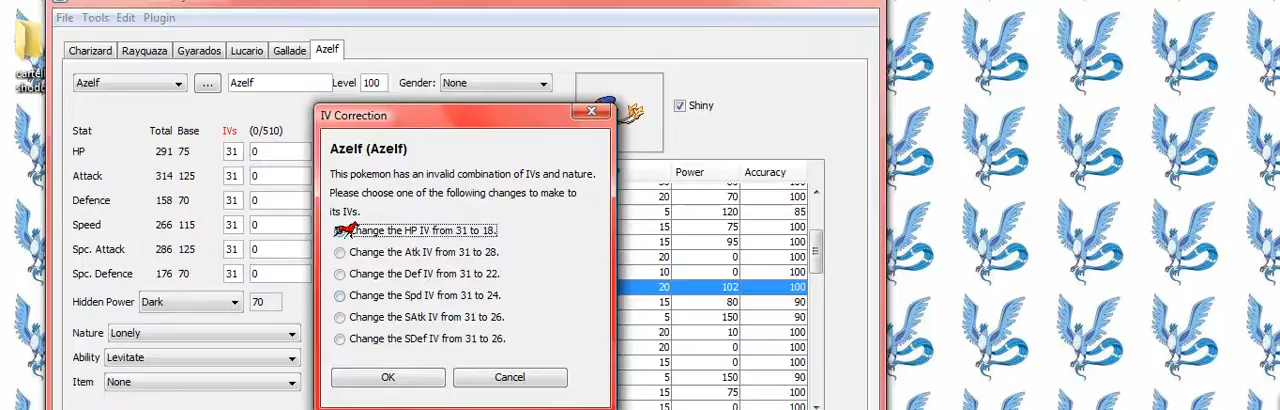 File Tools Edit Plugin
Charizard Rayquaza Gyarados Lucario Gallade Azelf
Azelf ... Azelf Level 100 Gender: None
Shiny
Stat Total Base IVs (0/510)
HP 291 75 31 0
Attack 314 125 31 0
Defence 158 70 31 0
Speed 266 115 31 0
Spc. Attack 286 125 31 0
Spc. Defence 176 70 31 0
Hidden Power Dark 70
Nature Lonely
Ability Levitate
Item None
IV Correction
Azelf (Azelf)
This pokemon has an invalid combination of IVs and nature.
Please choose one of the following changes to make to
its IVs.
Change the HP IV from 31 to 18.
Change the Atk IV from 31 to 28.
Change the Def IV from 31 to 22.
Change the Spd IV from 31 to 24.
Change the SAtk IV from 31 to 26.
Change the SDef IV from 31 to 26.
OK Cancel
Power Accuracy
20 70 100
5 120 85
15 75 100
15 95 100
20 0 100
10 0 100
20 102 100
15 80 90
5 150 90
20 10 100
20 0 100
15 0 100
5 150 90
15 75 100
15 0 100